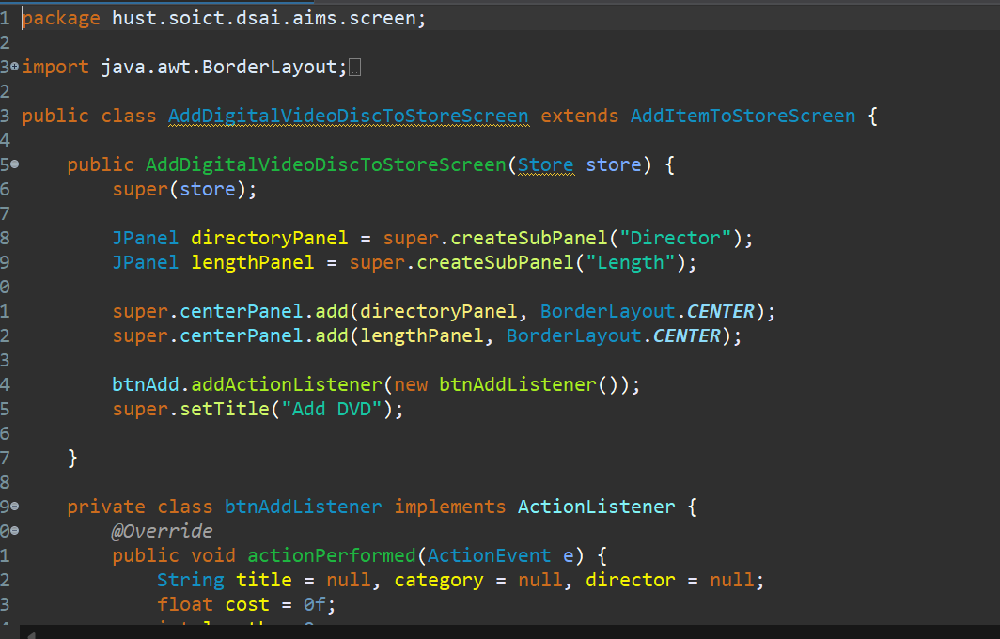 1 package hust.soict.dsai.aims.screen;
2
3 import java.awt.BorderLayout;
2
3 public class AddDigitalVideoDiscToStoreScreen extends AddItemToStoreScreen {
4
5 public AddDigitalVideoDiscToStoreScreen(Store store) {
6 super(store);
7
8 JPanel directoryPanel = super.createSubPanel("Director");
9 JPanel lengthPanel = super.createSubPanel("Length");
0
1 super.centerPanel.add(directoryPanel, BorderLayout.CENTER);
2 super.centerPanel.add(lengthPanel, BorderLayout.CENTER);
3
4 btnAdd.addActionListener(new btnAddListener());
5 super.setTitle("Add DVD");
6
7 }
8
9 private class btnAddListener implements ActionListener {
0 @Override
1 public void actionPerformed(ActionEvent e) {
2 String title = null, category = null, director = null;
3 float cost = 0f;